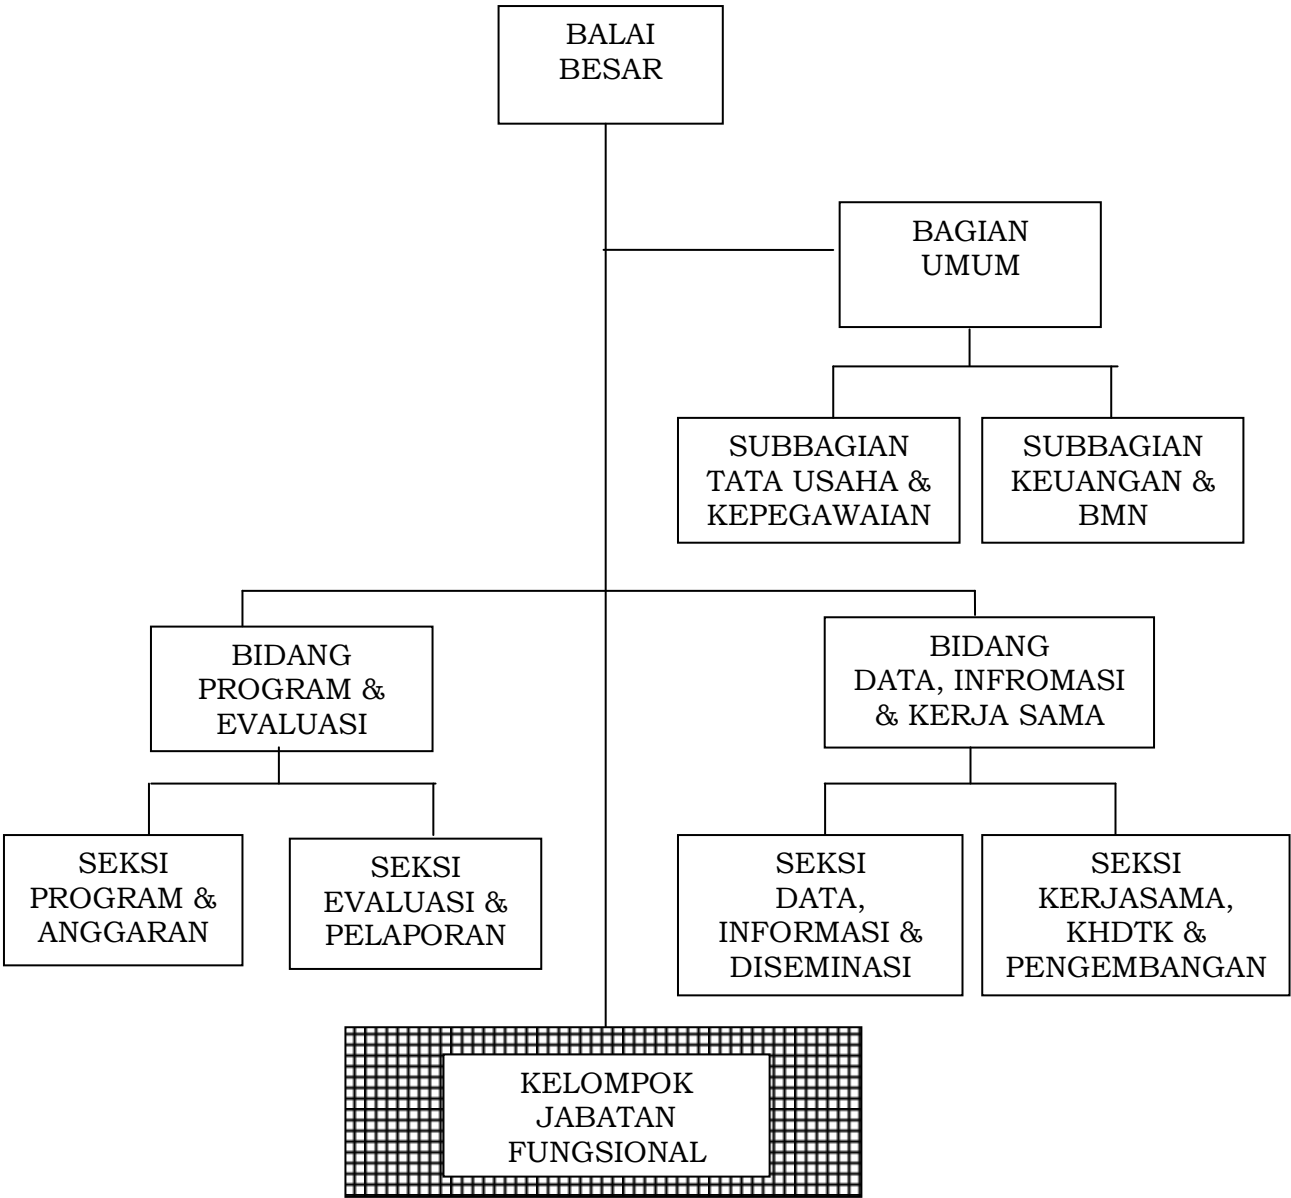 BALAI
BESAR
BAGIAN
UMUM
SUBBAGIAN
TATA USAHA &
KEPEGAWAIAN
SUBBAGIAN
KEUANGAN &
BMN
BIDANG
PROGRAM &
EVALUASI
BIDANG
DATA, INFROMASI
& KERJA SAMA
SEKSI
PROGRAM &
ANGGARAN
SEKSI
EVALUASI &
PELAPORAN
SEKSI
DATA,
INFORMASI &
DISEMINASI
SEKSI
KERJASAMA,
KHDTK &
PENGEMBANGAN
KELOMPOK
JABATAN
FUNGSIONAL